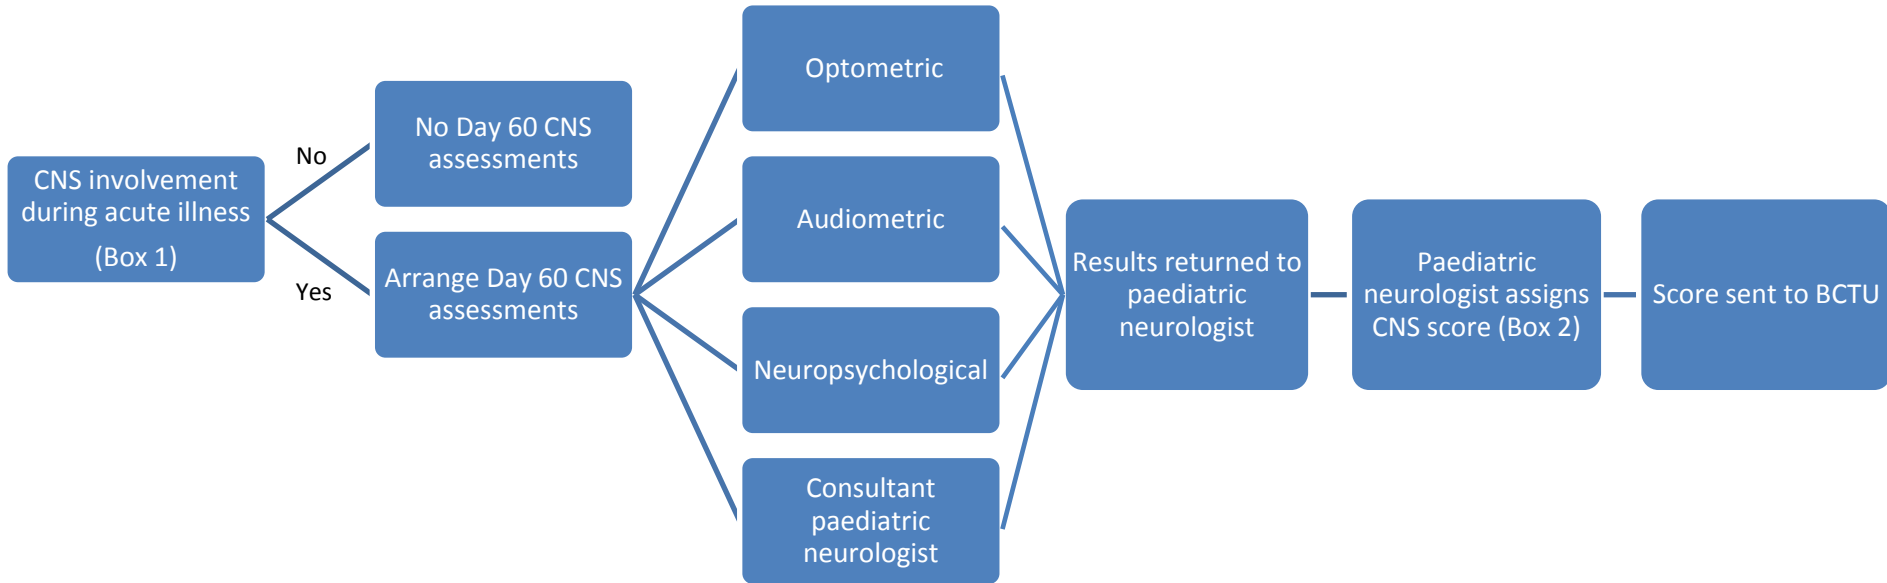 CNS involvement
during acute illness
(Box 1)
No
Yes
No Day 60 CNS
assessments
Arrange Day 60 CNS
assessments
Optometric
Audiometric
Neuropsychological
Consultant
paediatric
neurologist
Results returned to
paediatric
neurologist
Paediatric
neurologist assigns
CNS score (Box 2)
Score sent to BCTU